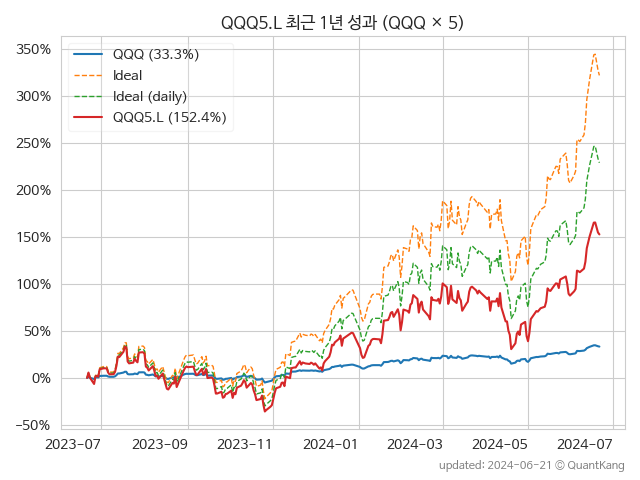 QQQ5.L 최근 1년 성과 (QQQ × 5)
QQQ (33.3%)
Ideal
Ideal (daily)
QQQ5.L (152.4%)
350%
300%
250%
200%
150%
100%
50%
0%
−50%
2023-07 2023-09 2023-11 2024-01 2024-03 2024-05 2024-07
updated: 2024-06-21 @ QuantKang